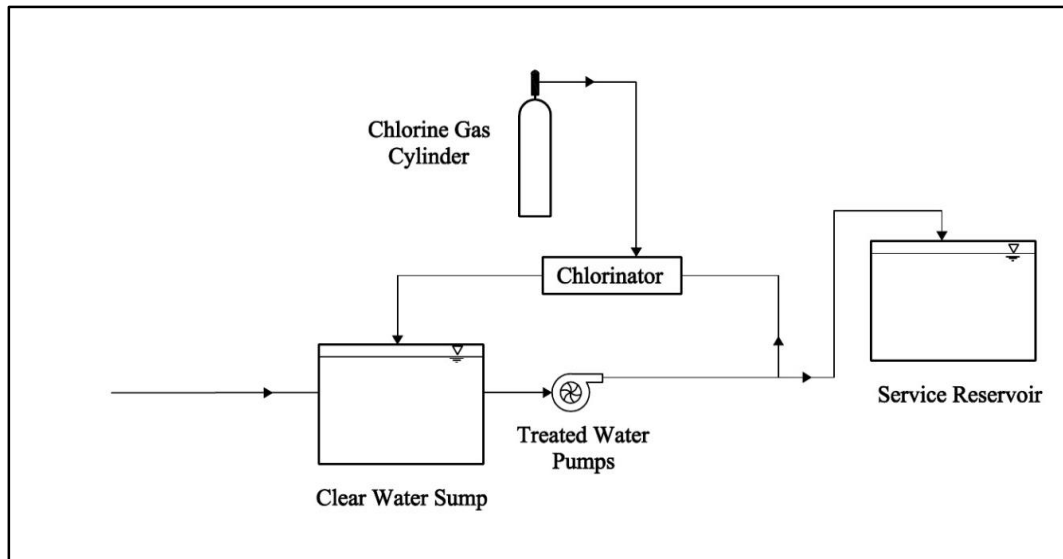 Chlorine Gas
Cylinder
Chlorinator
Service Reservoir
Treated Water
Pumps
Clear Water Sump